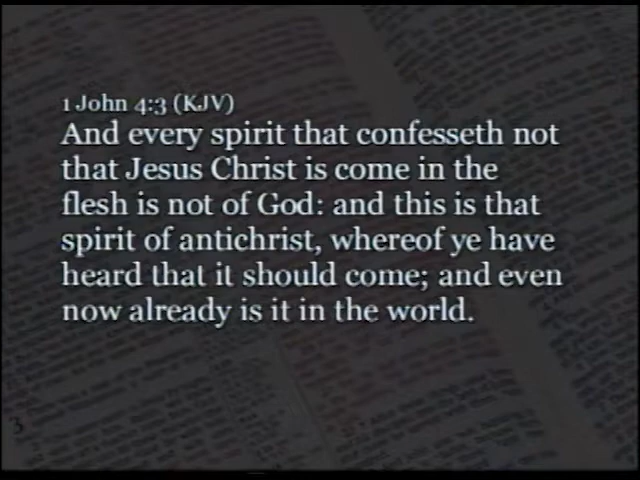 1 John 4:3 (KJV)
And every spirit that confesseth not
that Jesus Christ is come in the
flesh is not of God: and this is that
spirit of antichrist, whereof ye have
heard that it should come; and even
now already is it in the world.
3